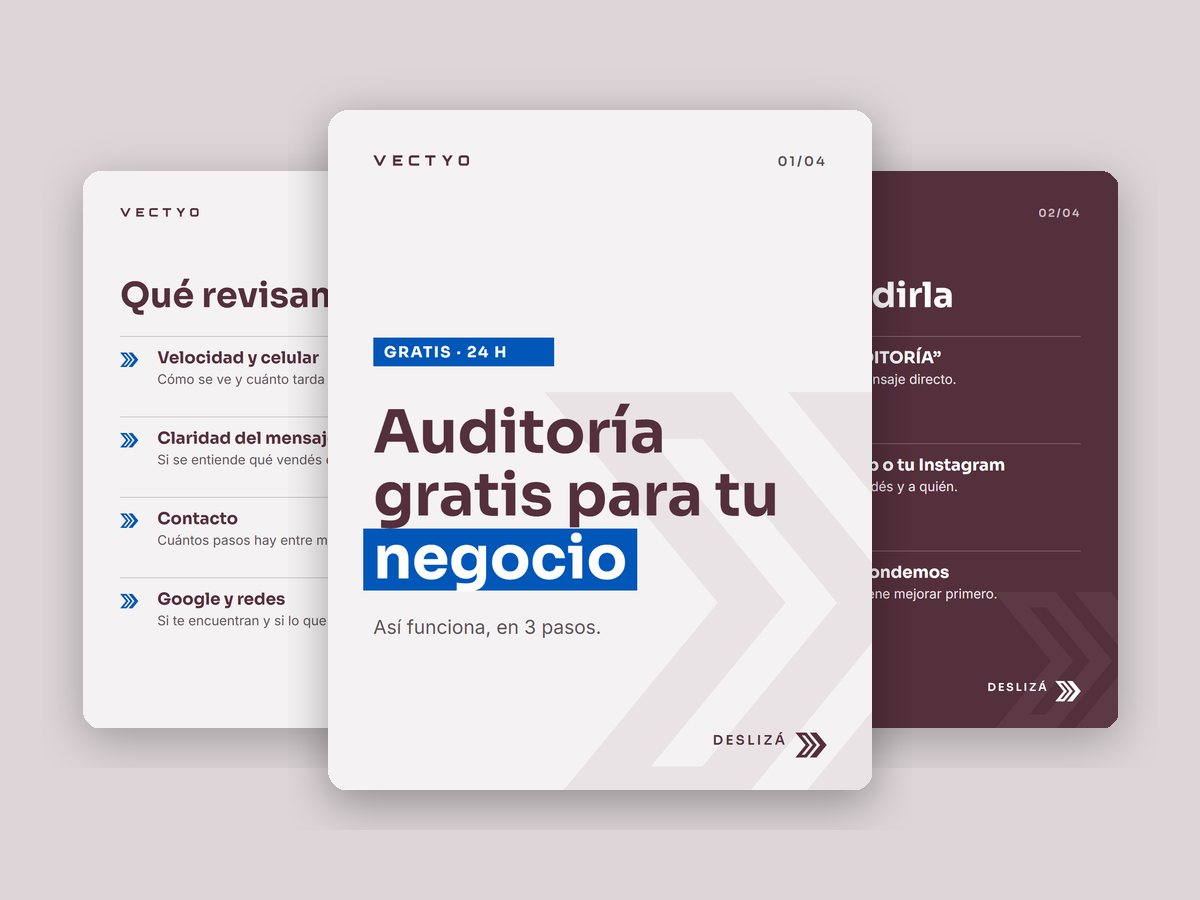 VECTYO
Qué revisan
Velocidad y celular
Cómo se ve y cuánto tarda
Claridad del mensaj
Si se entiende qué vendés
Contacto
Cuántos pasos hay entre m
Google y redes
Si te encuentran y si lo que
VECTYO
01/04
GRATIS · 24 H
Auditoría
gratis para tu
negocio
Así funciona, en 3 pasos.
DESLIZÁ
02/04
dirla
DITORÍA”
nsaje directo.
o tu Instagram
dés y a quién.
ondemos
ene mejorar primero.
DESLIZÁ